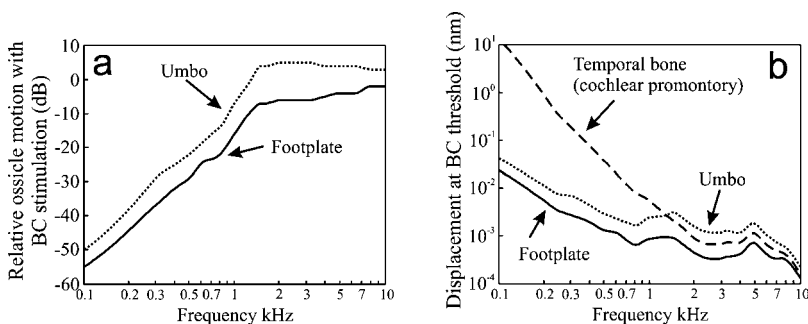 a
Relative ossicle motion with
BC stimulation (dB)
10
0
-10
-20
-30
-40
-50
-60
Umbo
Footplate
0.1
0.2
0.3
0.5
0.7
1
2
3
5
7
10
Frequency kHz
b
Displacement at BC threshold (nm)
10¹
10⁰
10⁻¹
10⁻²
10⁻³
10⁻⁴
Temporal bone
(cochlear promontory)
Umbo
Footplate
0.1
0.2
0.3
0.5
0.7
1
2
3
5
7
10
Frequency kHz